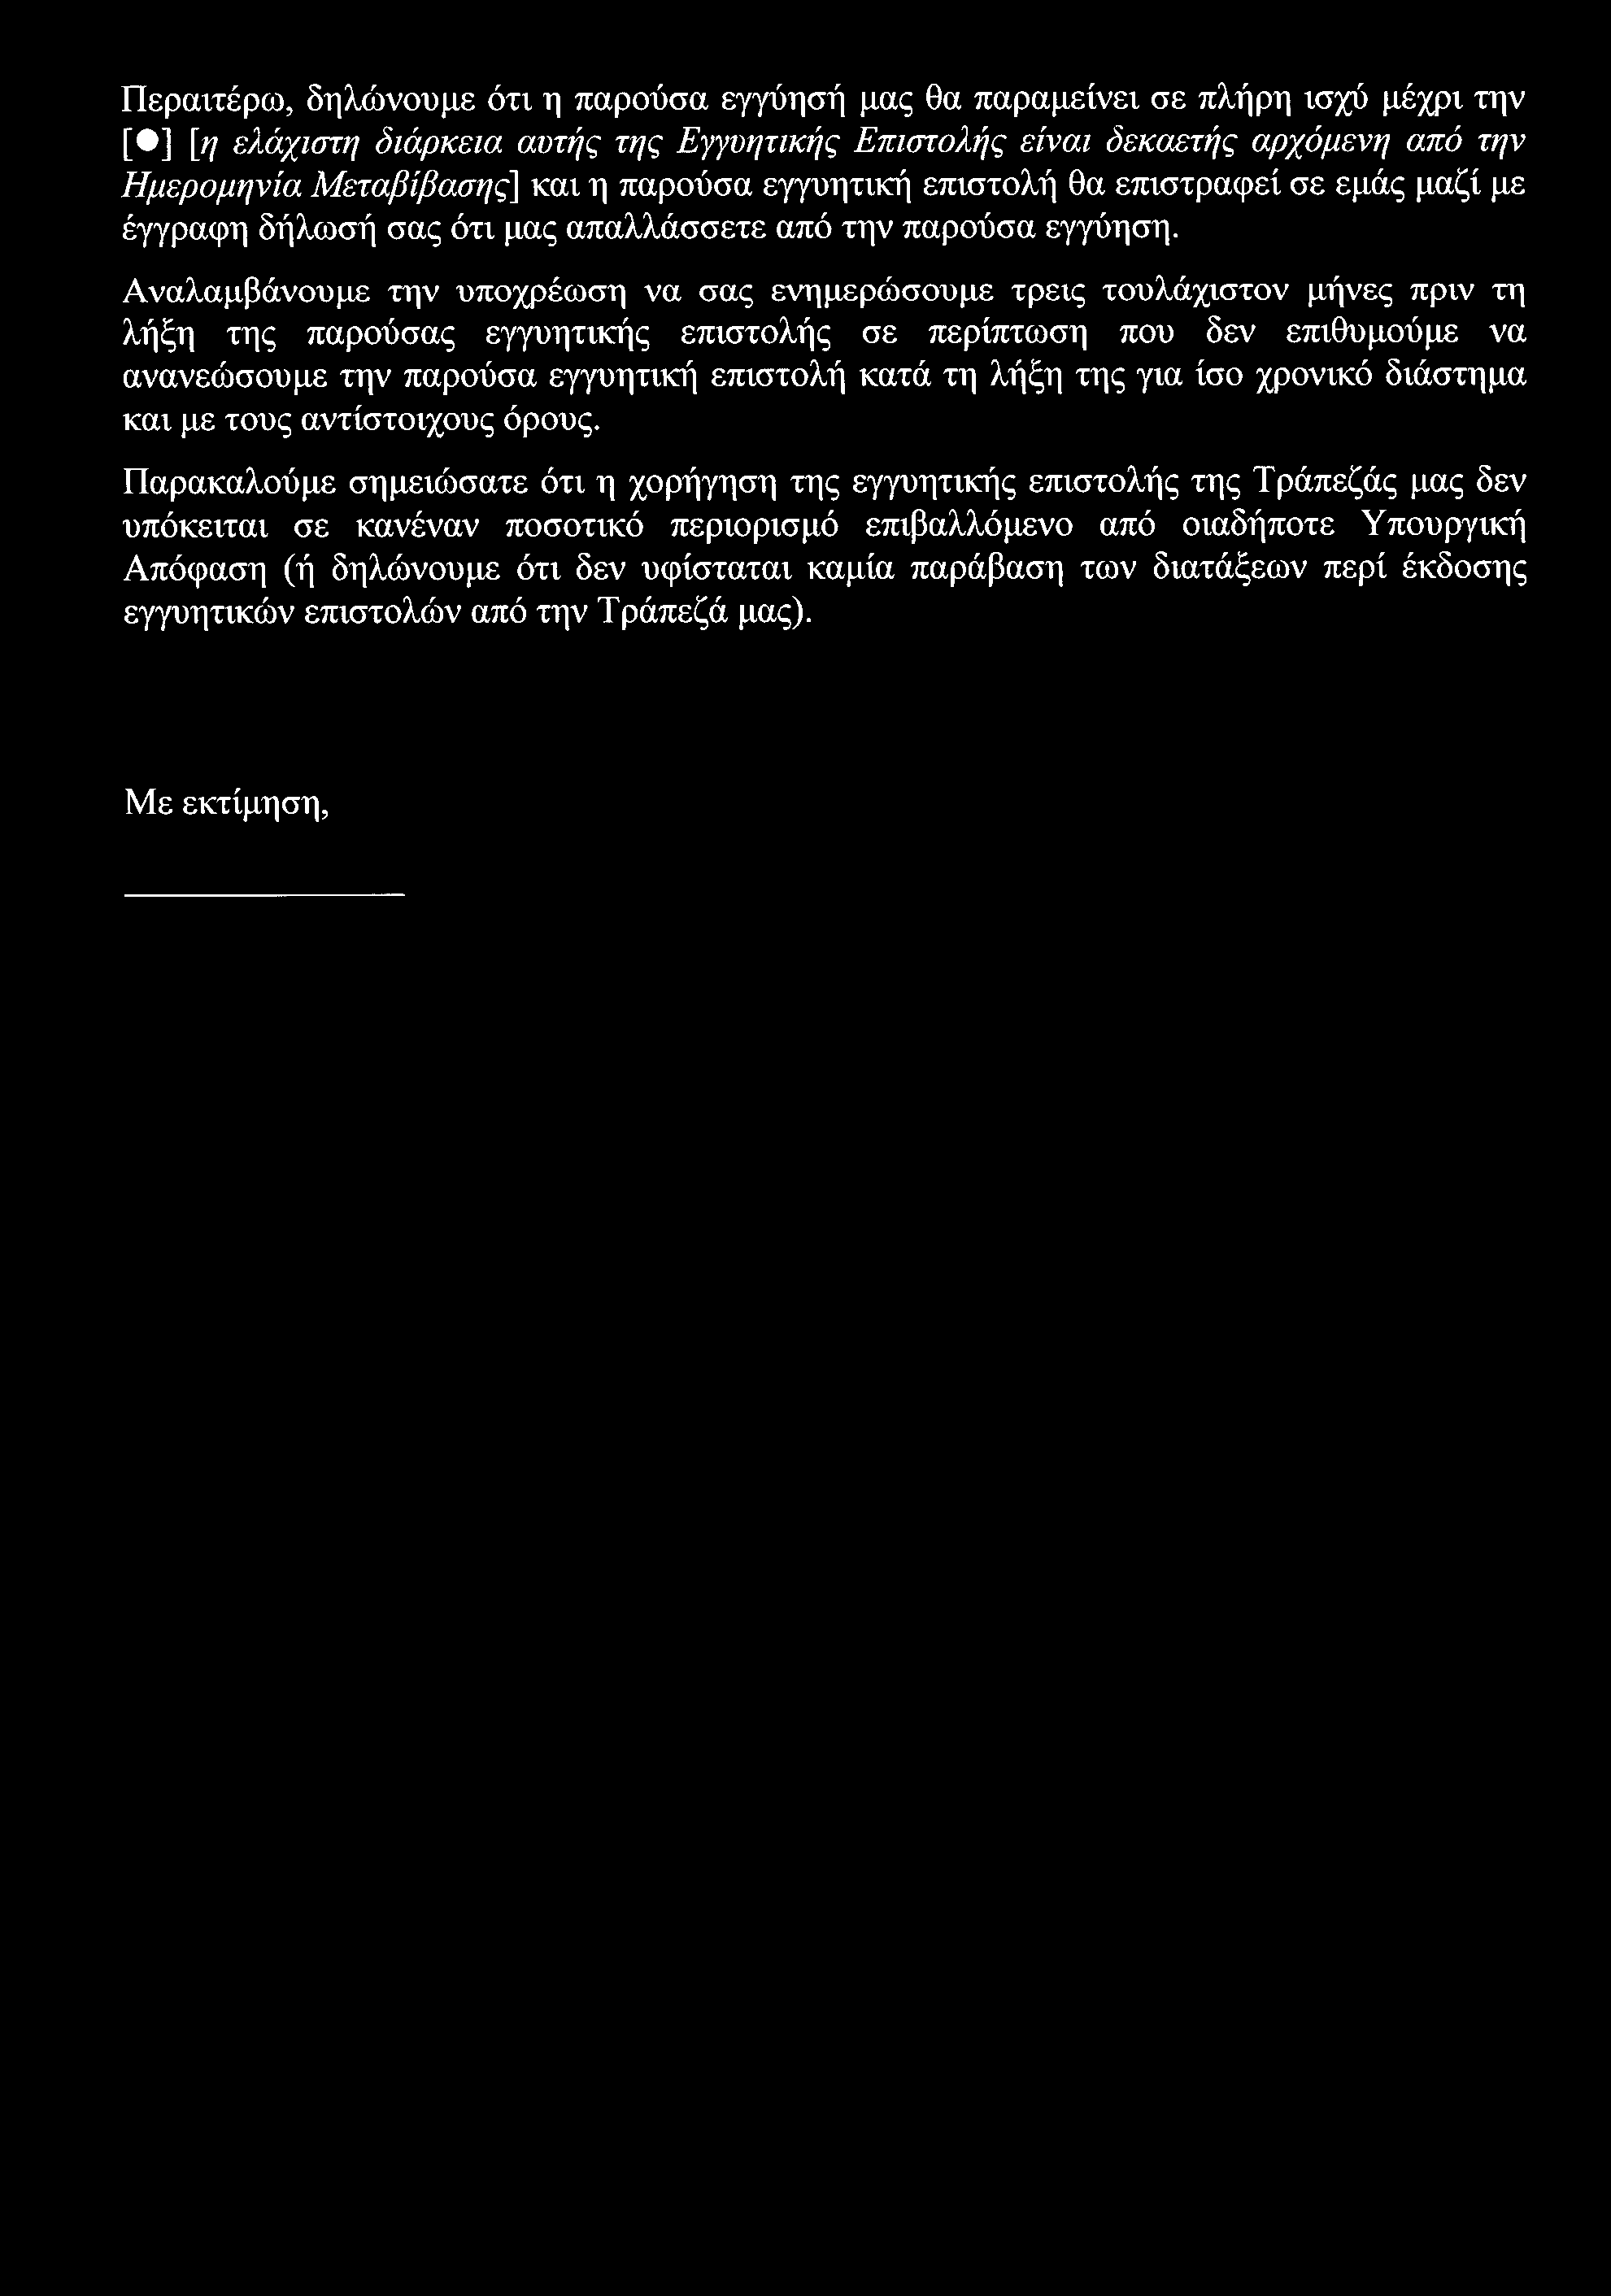 Περαιτέρω, δηλώνουμε ότι η παρούσα εγγύησή μας θα παραμείνει σε πλήρη ισχύ μέχρι την
[•] [η ελάχιστη διάρκεια αυτής της Εγγυητικής Επιστολής είναι δεκαετής αρχόμενη από την
Ημερομηνία Μεταβίβασης] και η παρούσα εγγυητική επιστολή θα επιστραφεί σε εμάς μαζί με
έγγραφη δήλωσή σας ότι μας απαλλάσσετε από την παρούσα εγγύηση.
Αναλαμβάνουμε την υποχρέωση να σας ενημερώσουμε τρεις τουλάχιστον μήνες πριν τη
λήξη της παρούσας εγγυητικής επιστολής σε περίπτωση που δεν επιθυμούμε να
ανανεώσουμε την παρούσα εγγυητική επιστολή κατά τη λήξη της για ίσο χρονικό διάστημα
και με τους αντίστοιχους όρους.
Παρακαλούμε σημειώσατε ότι η χορήγηση της εγγυητικής επιστολής της Τράπεζάς μας δεν
υπόκειται σε κανέναν ποσοτικό περιορισμό επιβαλλόμενο από οιαδήποτε Υπουργική
Απόφαση (ή δηλώνουμε ότι δεν υφίσταται καμία παράβαση των διατάξεων περί έκδοσης
εγγυητικών επιστολών από την Τράπεζά μας).
Με εκτίμηση,